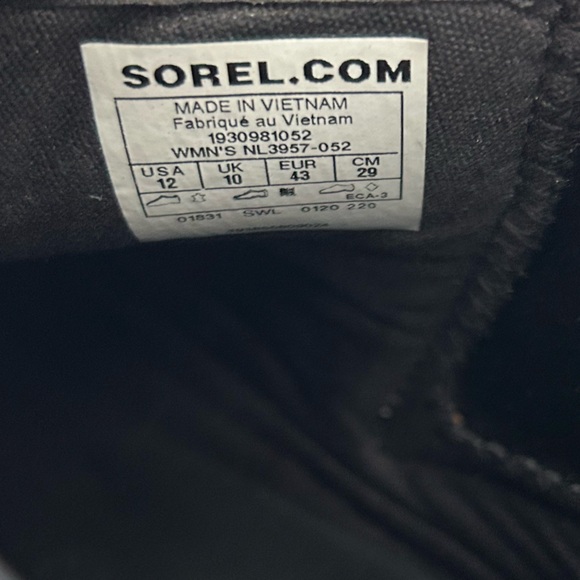 SOREL.COM
MADE IN VIETNAM
Fabriqué au Vietnam
1930981052
WMN'S NL3957-052
USA UK EUR CM
12 10 43 29
ECA-3
01831 SWL 0120 220